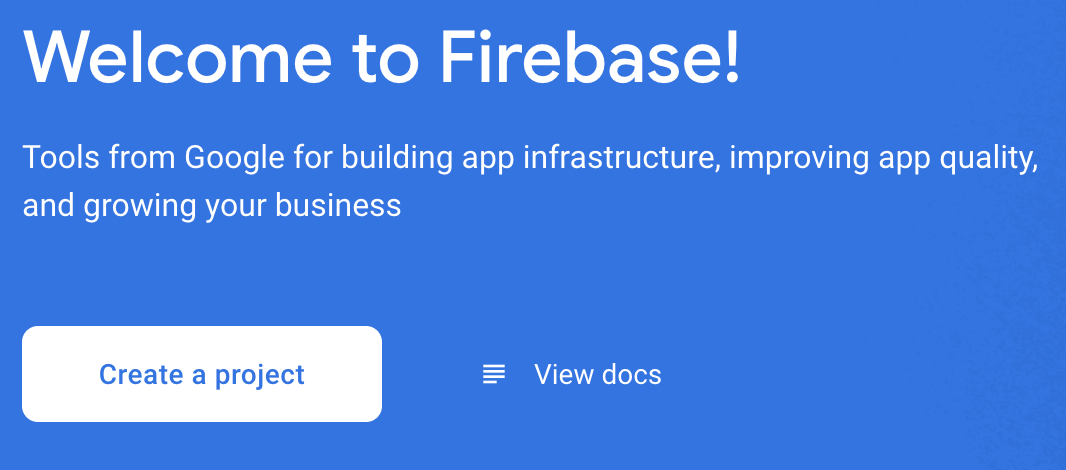 Welcome to Firebase!
Tools from Google for building app infrastructure, improving app quality,
and growing your business
Create a project
View docs